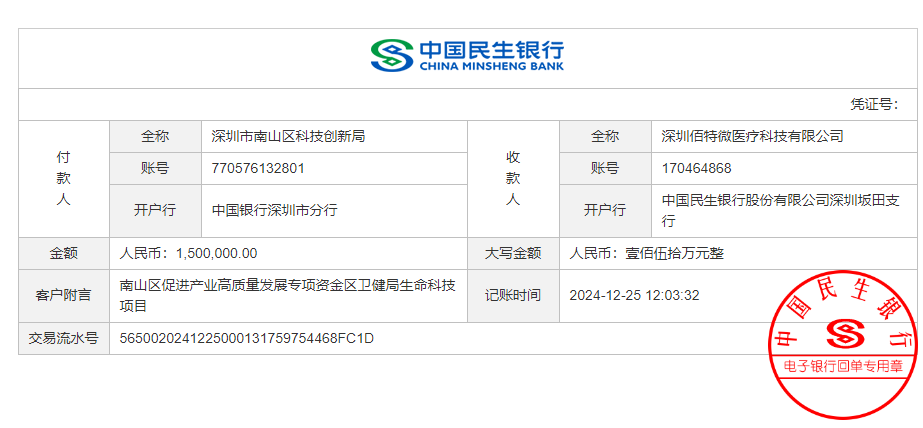 中国民生银行
CHINA MINSHENG BANK
凭证号：
付款人
全称
深圳市南山区科技创新局
收款人
全称
深圳佰特微医疗科技有限公司
账号
770576132801
账号
170464868
开户行
中国银行深圳市分行
开户行
中国民生银行股份有限公司深圳坂田支
行
金额
人民币：1,500,000.00
大写金额
人民币：壹佰伍拾万元整
客户附言
南山区促进产业高质量发展专项资金区卫健局生命科技
项目
记账时间
2024-12-25 12:03:32
交易流水号
5650020241225000131759754468FC1D
中国民生银行
电子银行回单专用章